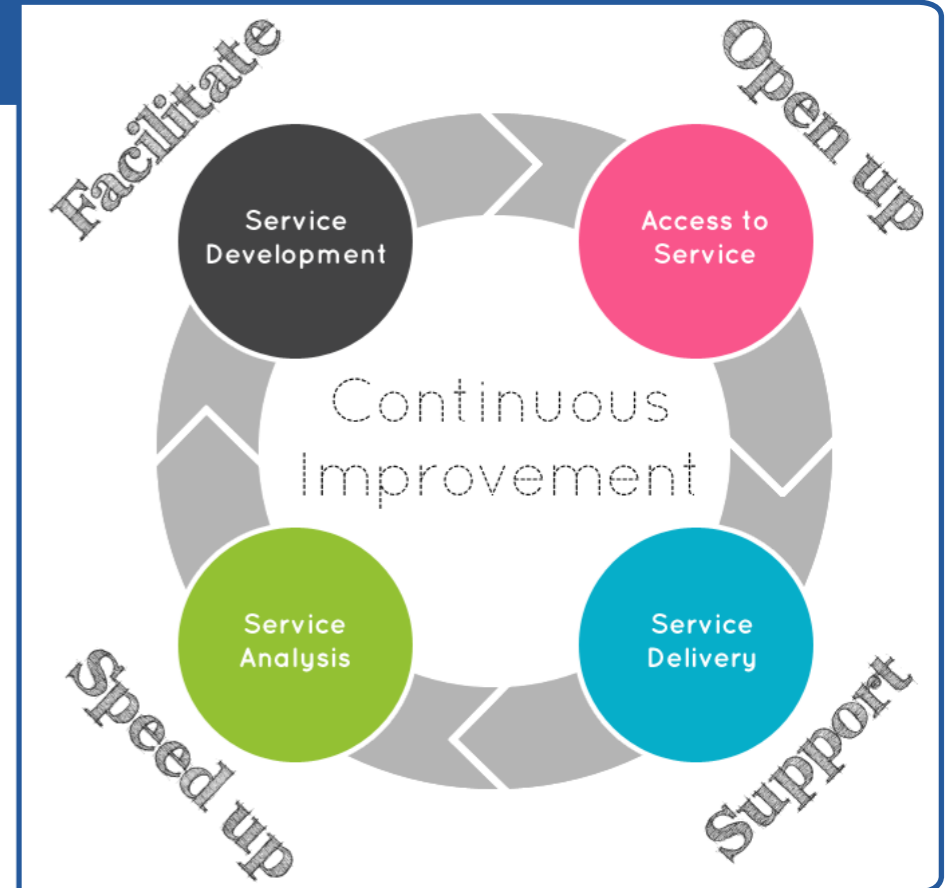 Facilitate
Open up
Service
Development
Access to
Service
Continuous
Improvement
Service
Analysis
Service
Delivery
Speed up
Support